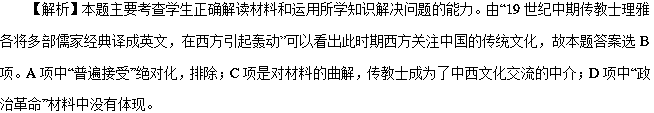 【解析】本题主要考查学生正确解读材料和运用所学知识解决问题的能力。由“19 世纪中期传教士理雅
各将多部儒家经典译成英文，在西方引起轰动”可以看出此时期西方关注中国的传统文化，故本题答案选 B
项。A 项中“普遍接受”绝对化，排除；C 项是对材料的曲解，传教士成为了中西文化交流的中介；D 项中“政
治革命”材料中没有体现。